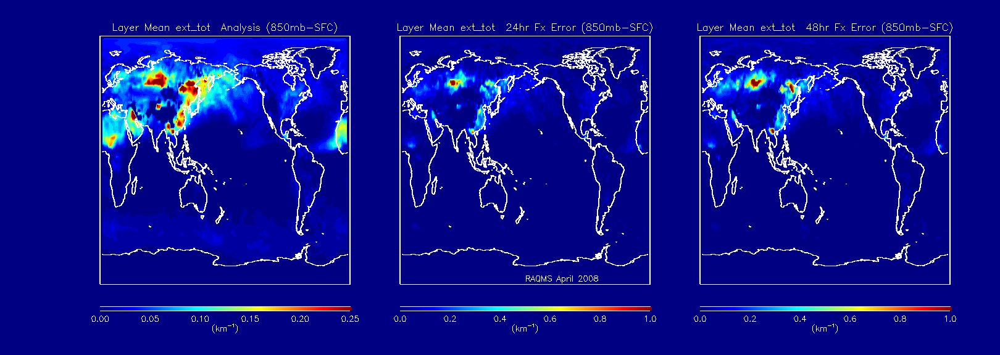 Layer Mean ext_tot Analysis (850mb-SFC)
Layer Mean ext_tot 24hr Fx Error (850mb-SFC)
Layer Mean ext_tot 48hr Fx Error (850mb-SFC)
RAQMS April 2008
0.00 0.05 0.10 0.15 0.20 0.25
(km⁻¹)
0.0 0.2 0.4 0.6 0.8 1.0
(km⁻¹)
0.0 0.2 0.4 0.6 0.8 1.0
(km⁻¹)